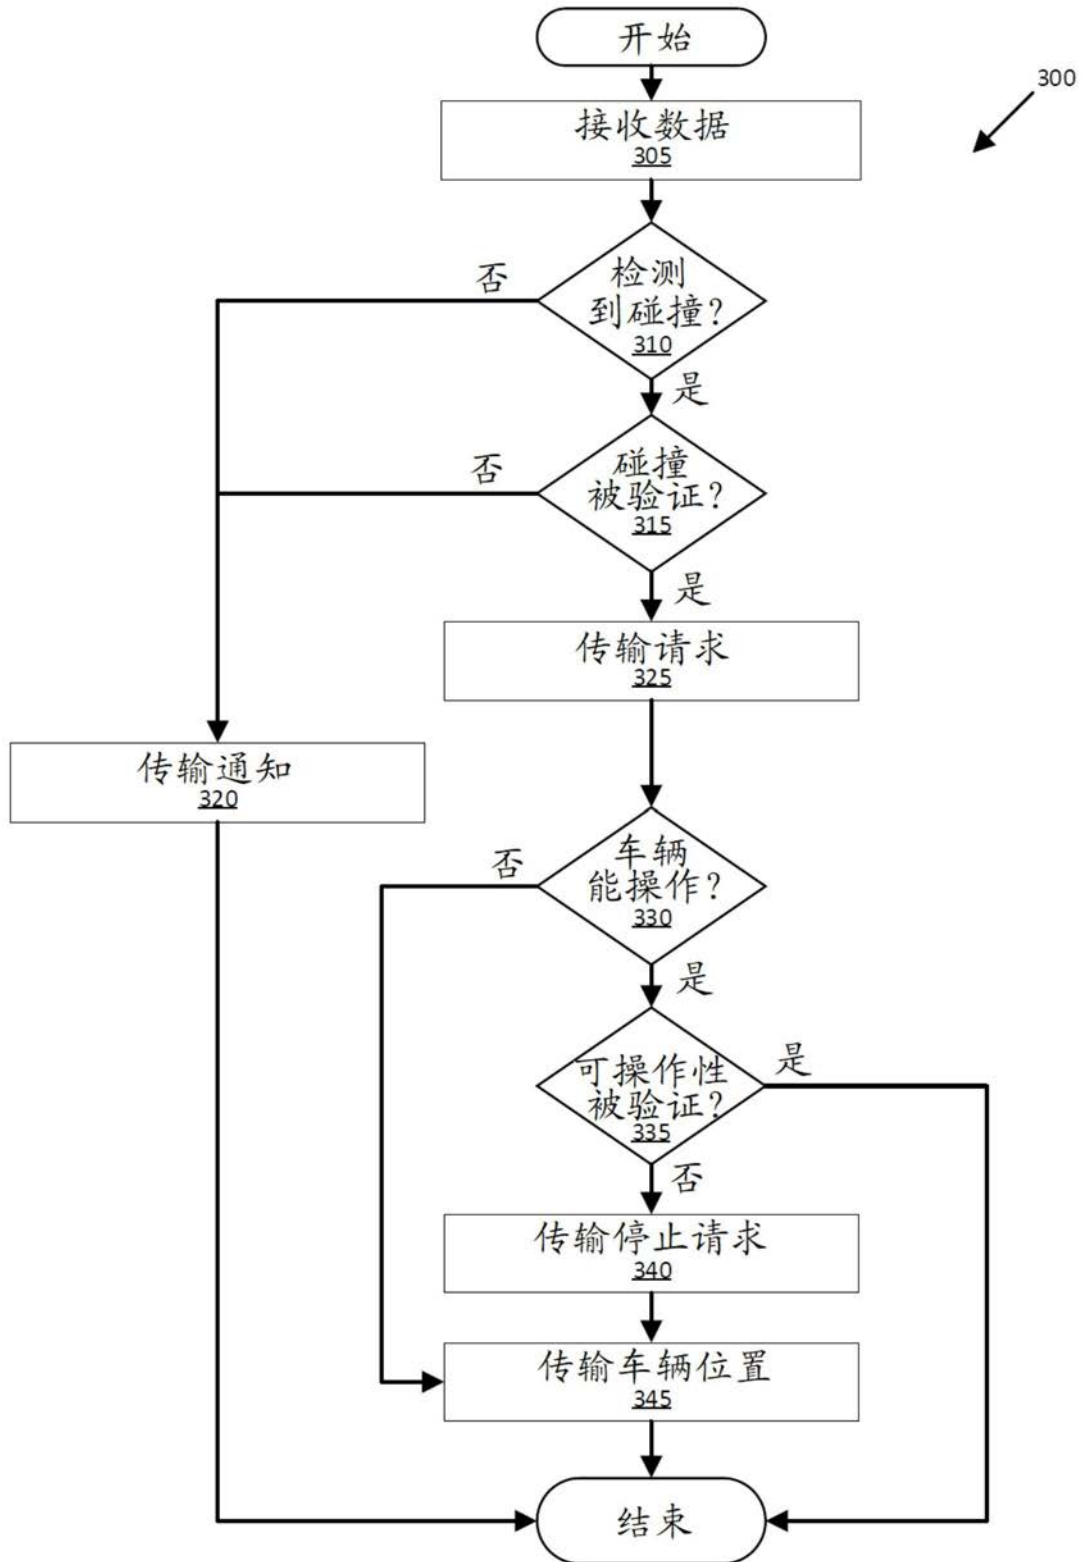 开始
300
接收数据
305
否
检测
到碰撞?
310
是
否
碰撞
被验证?
315
是
传输请求
325
传输通知
320
否
车辆
能操作?
330
是
可操作性
被验证?
335
是
否
传输停止请求
340
传输车辆位置
345
结束